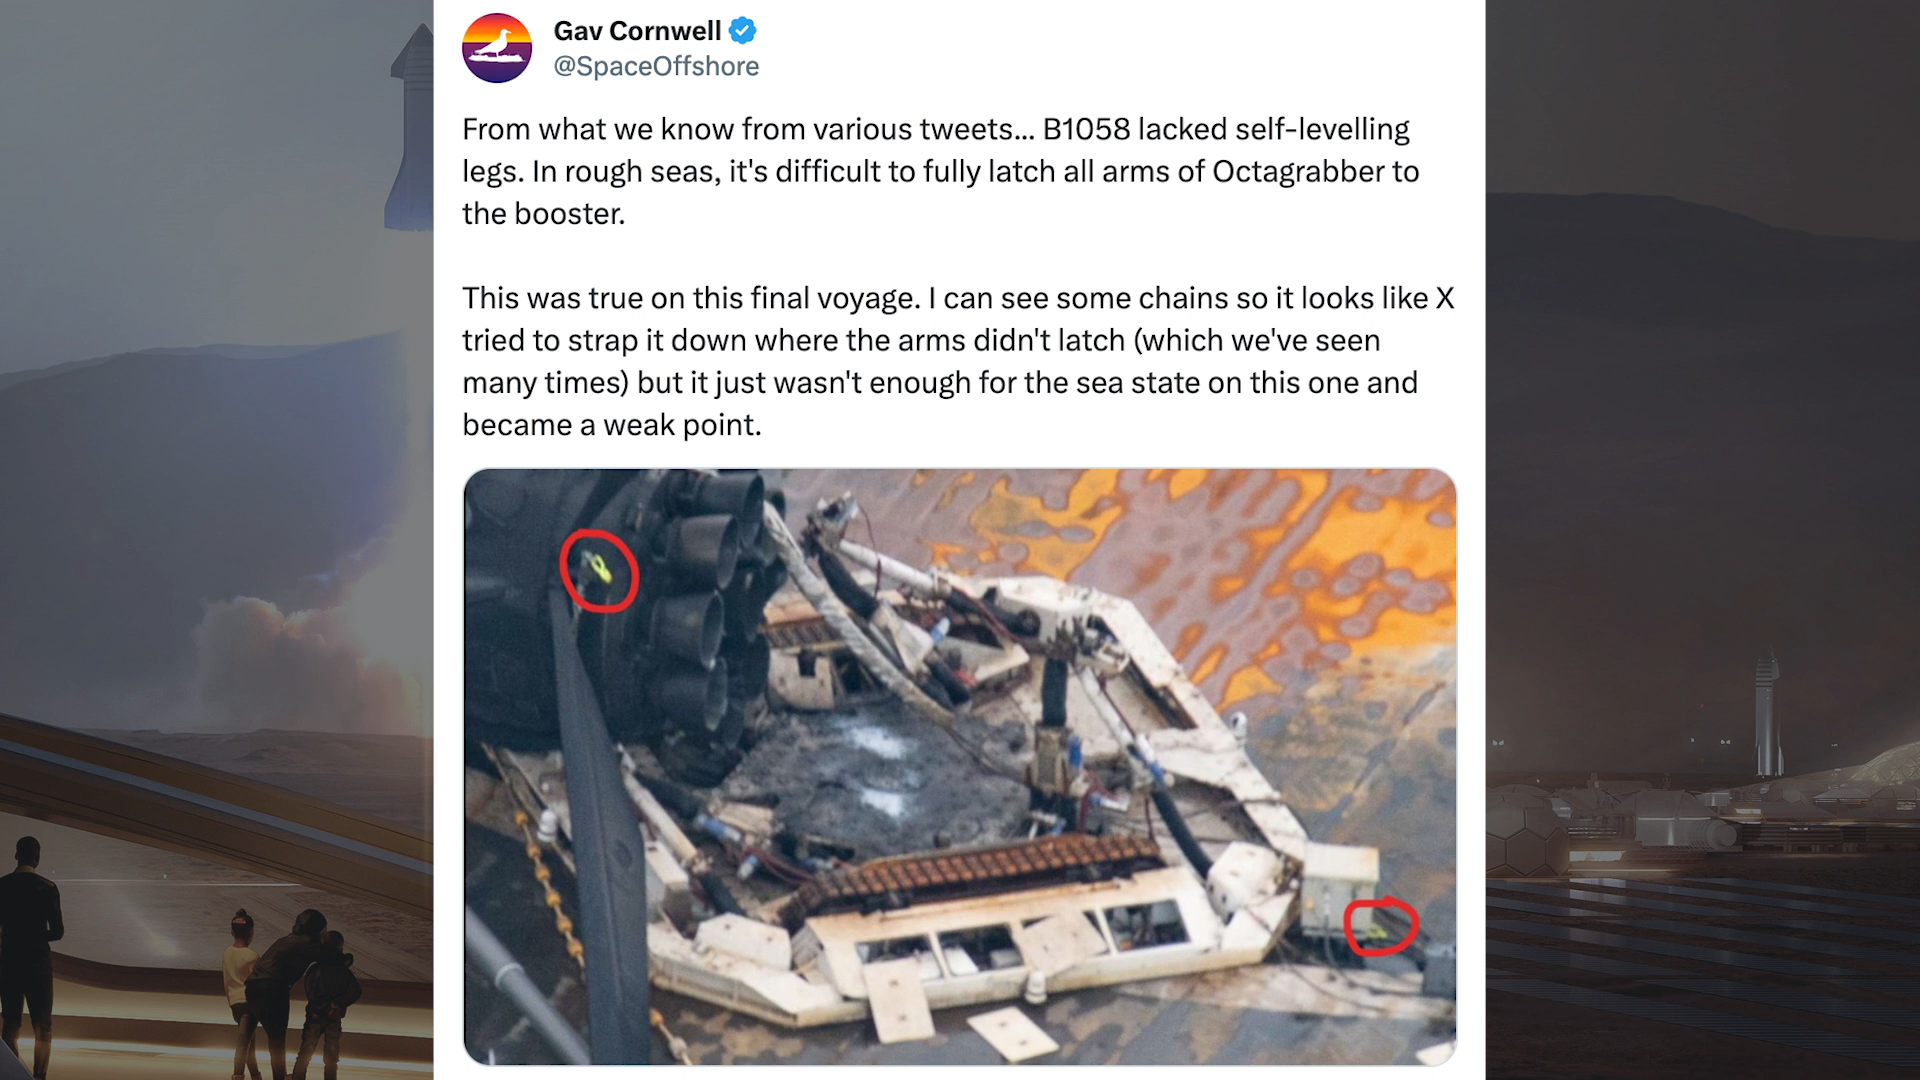 Gav Cornwell
@SpaceOffshore
From what we know from various tweets... B1058 lacked self-levelling
legs. In rough seas, it's difficult to fully latch all arms of Octagrabber to
the booster.
This was true on this final voyage. I can see some chains so it looks like X
tried to strap it down where the arms didn't latch (which we've seen
many times) but it just wasn't enough for the sea state on this one and
became a weak point.